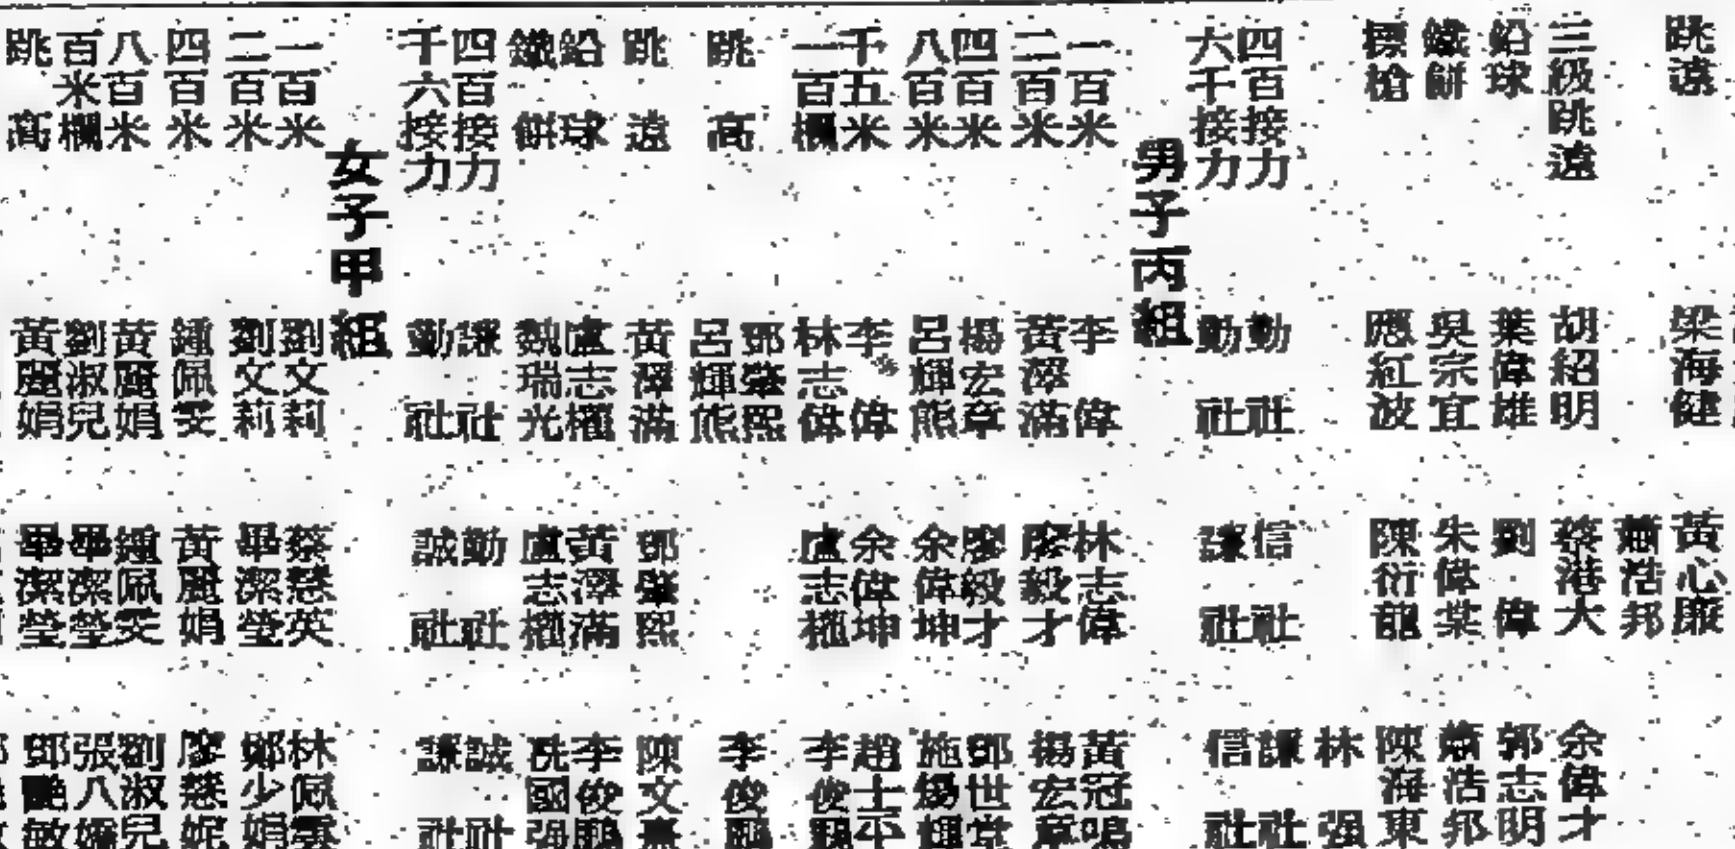 跳遠 梁海健 黃心廉
蕭浩邦
三級跳遠 胡紹明 蔡港大 余偉才
鉛球 葉偉雄 劉偉 郭志明
鐵餅 吳宗宜 朱偉棠 蕭浩邦
標槍 應紅波 陳衍龍 陳海東
林强
四百接力 勤社 信社 謙社
六千接力 勤社 謙社 信社
男子丙組
一百米 李偉 林志偉 黃冠鳴
二百米 黃澤滿 廖毅才 楊宏章
四百米 楊宏章 廖毅才 鄧世棠
八百米 呂輝熊 余偉坤 施錫輝
千五米 李偉 余偉坤 趙士平
一百欄 林志偉 盧志權 李俊鵬
跳高 鄧肇熙 李俊鵬
呂輝熊
跳遠 黃澤滿 鄧肇熙 陳文熹
鉛球 盧志權 黃澤滿 李俊鵬
鐵餅 魏瑞光 盧志權 冼國强
四百接力 謙社 勤社 誠社
千六接力 勤社 誠社 謙社
女子甲組
一百米 劉文莉 蔡慧英 林佩雲
二百米 劉文莉 畢潔瑩 鄭少娟
四百米 鍾佩雯 黃麗娟 廖慧妮
八百米 黃麗娟 鍾佩雯 劉淑兒
百米欄 劉淑兒 畢潔瑩 張八
跳高 黃麗娟 畢潔瑩 鄧艷敏